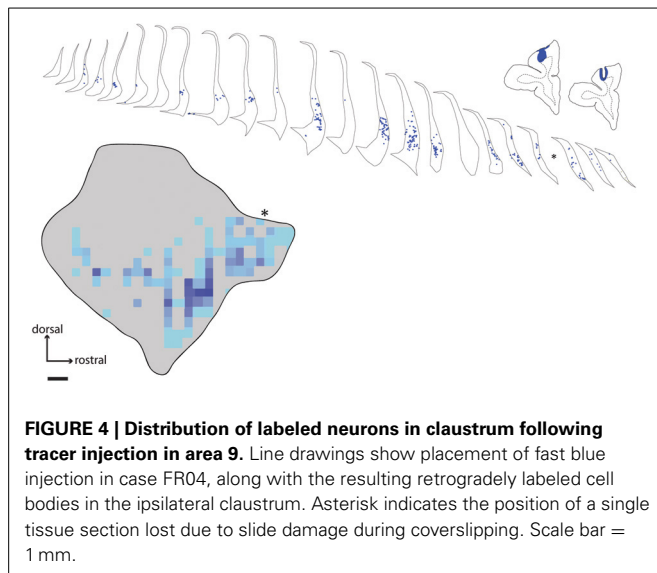 *
*
dorsal
rostral
FIGURE 4 | Distribution of labeled neurons in claustrum following
tracer injection in area 9. Line drawings show placement of fast blue
injection in case FR04, along with the resulting retrogradely labeled cell
bodies in the ipsilateral claustrum. Asterisk indicates the position of a single
tissue section lost due to slide damage during coverslipping. Scale bar =
1 mm.